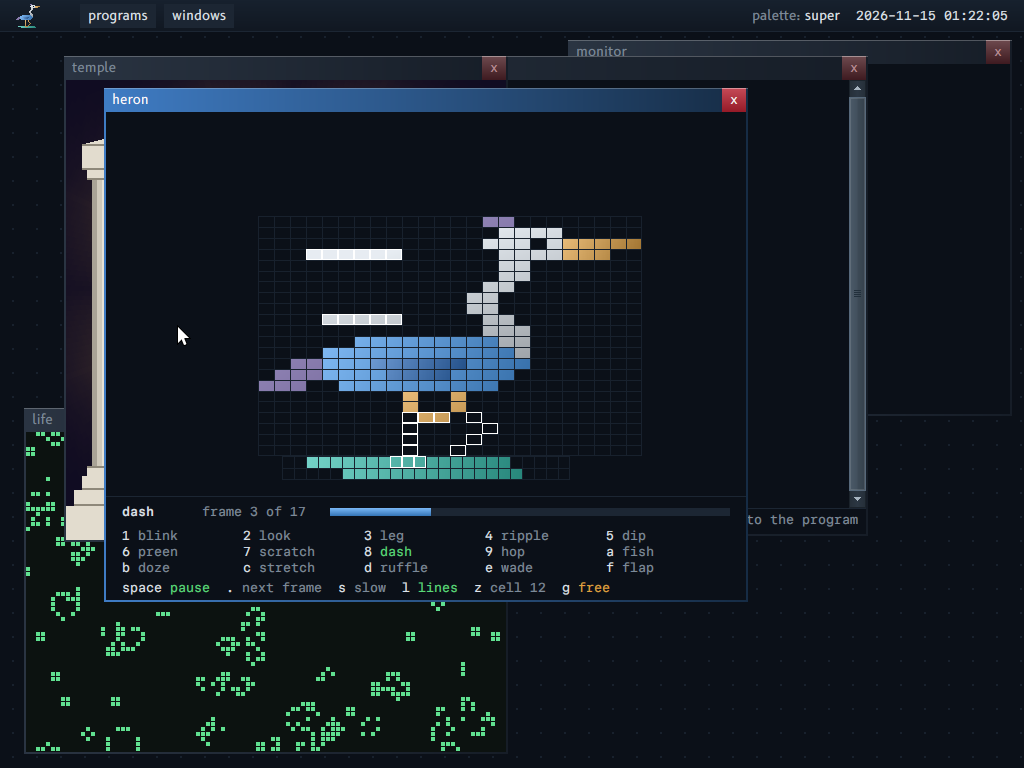 programs windows palette: super 2026-11-15 01:22:05
monitor x
temple x x
heron x
life
dash frame 3 of 17
to the program
1 blink 2 look 3 leg 4 ripple 5 dip
6 preen 7 scratch 8 dash 9 hop a fish
b doze c stretch d ruffle e wade f flap
space pause . next frame s slow l lines z cell 12 g free